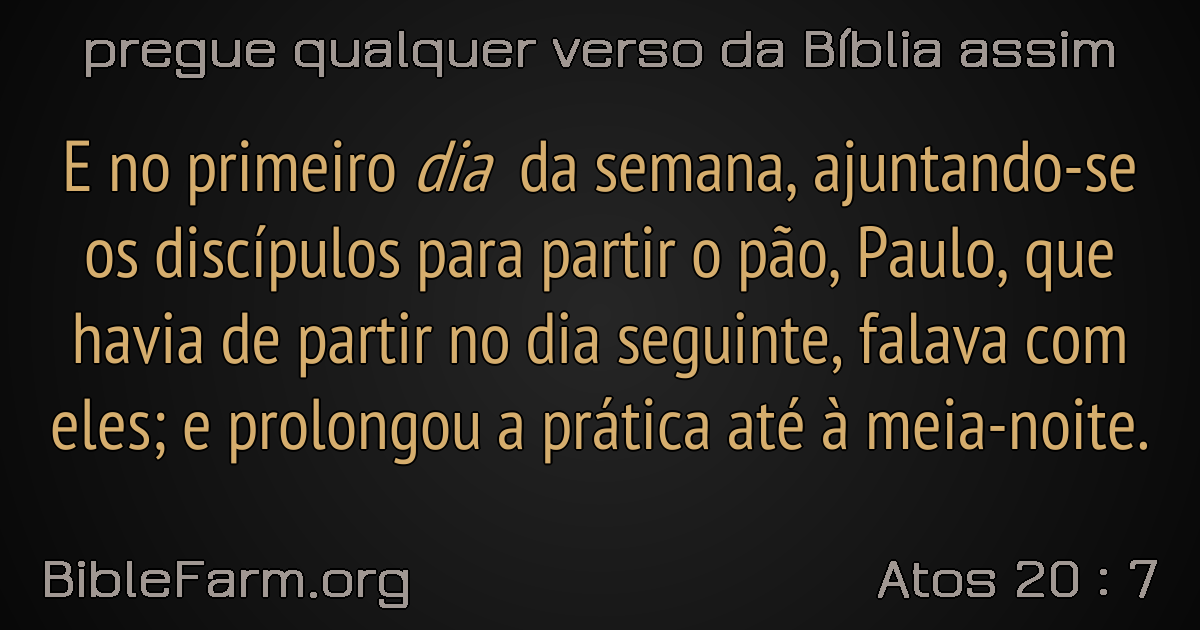 pregue qualquer verso da Bíblia assim
E no primeiro dia da semana, ajuntando-se
os discípulos para partir o pão, Paulo, que
havia de partir no dia seguinte, falava com
eles; e prolongou a prática até à meia-noite.
BibleFarm.org
Atos 20 : 7